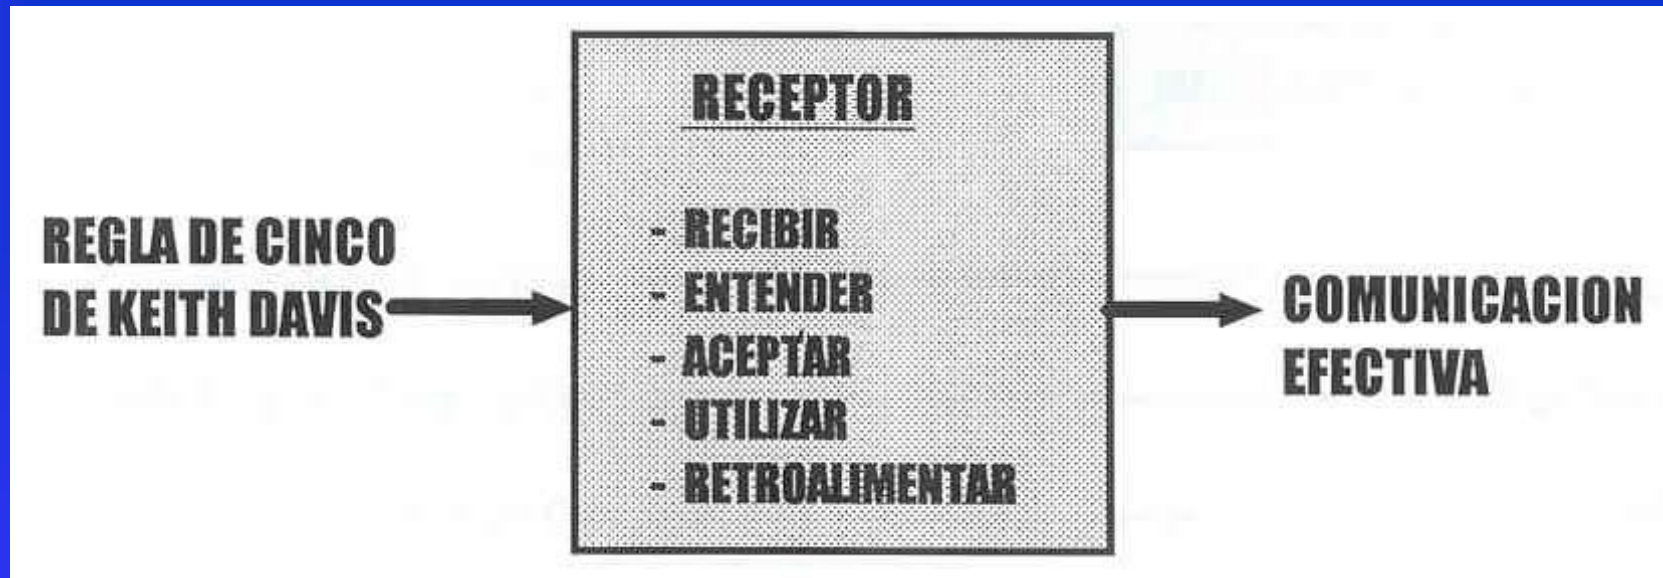 REGLA DE CINCO
DE KEITH DAVIS
RECEPTOR
- RECIBIR
- ENTENDER
- ACEPTAR
- UTILIZAR
- RETROALIMENTAR
COMUNICACION
EFECTIVA